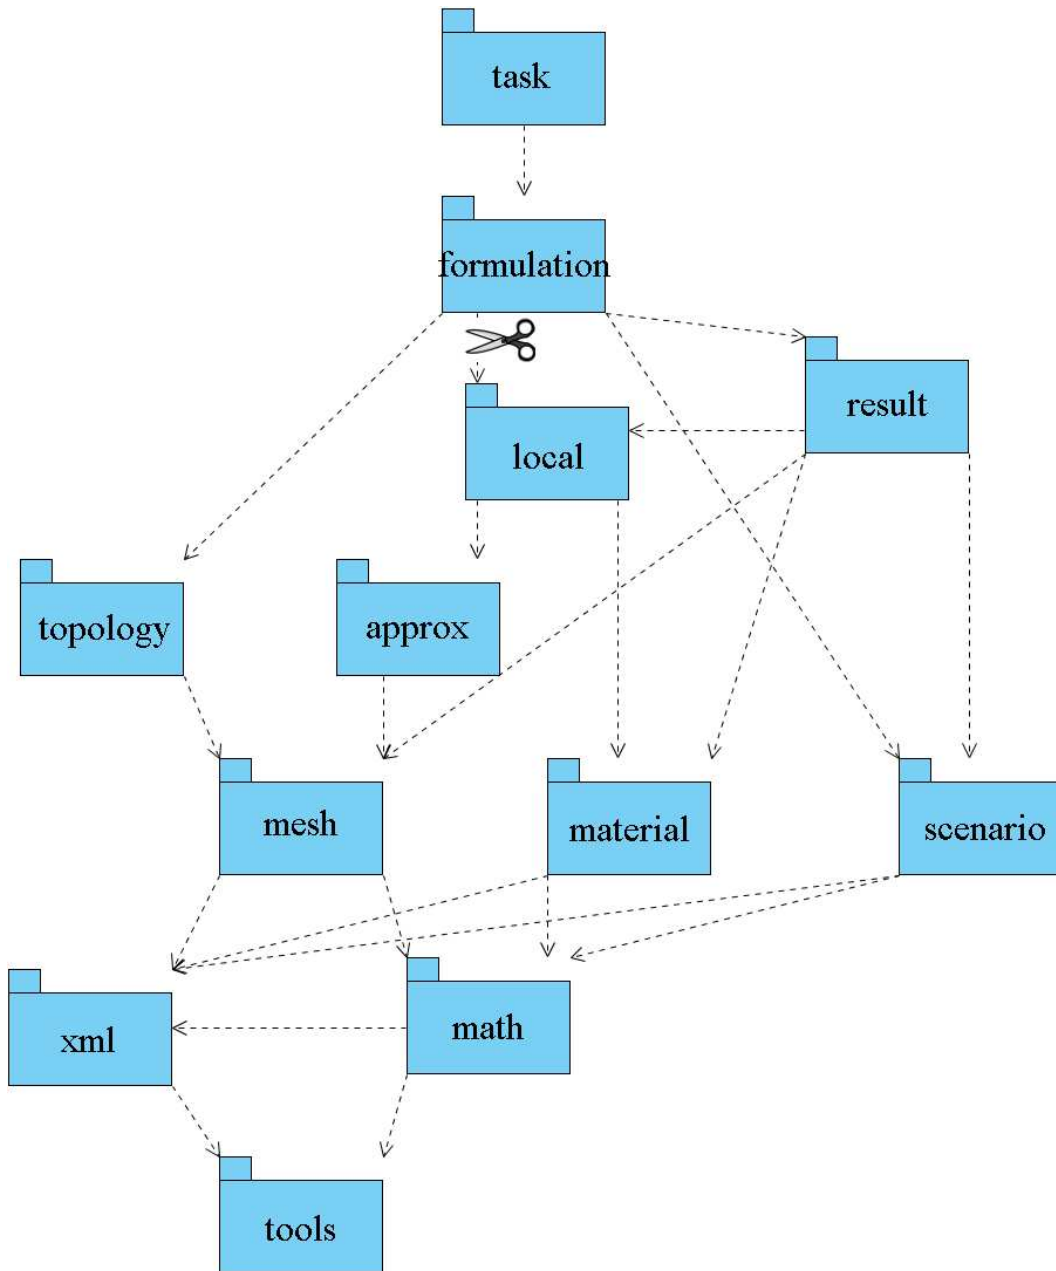 task
formulation
result
local
topology
approx
mesh
material
scenario
xml
math
tools